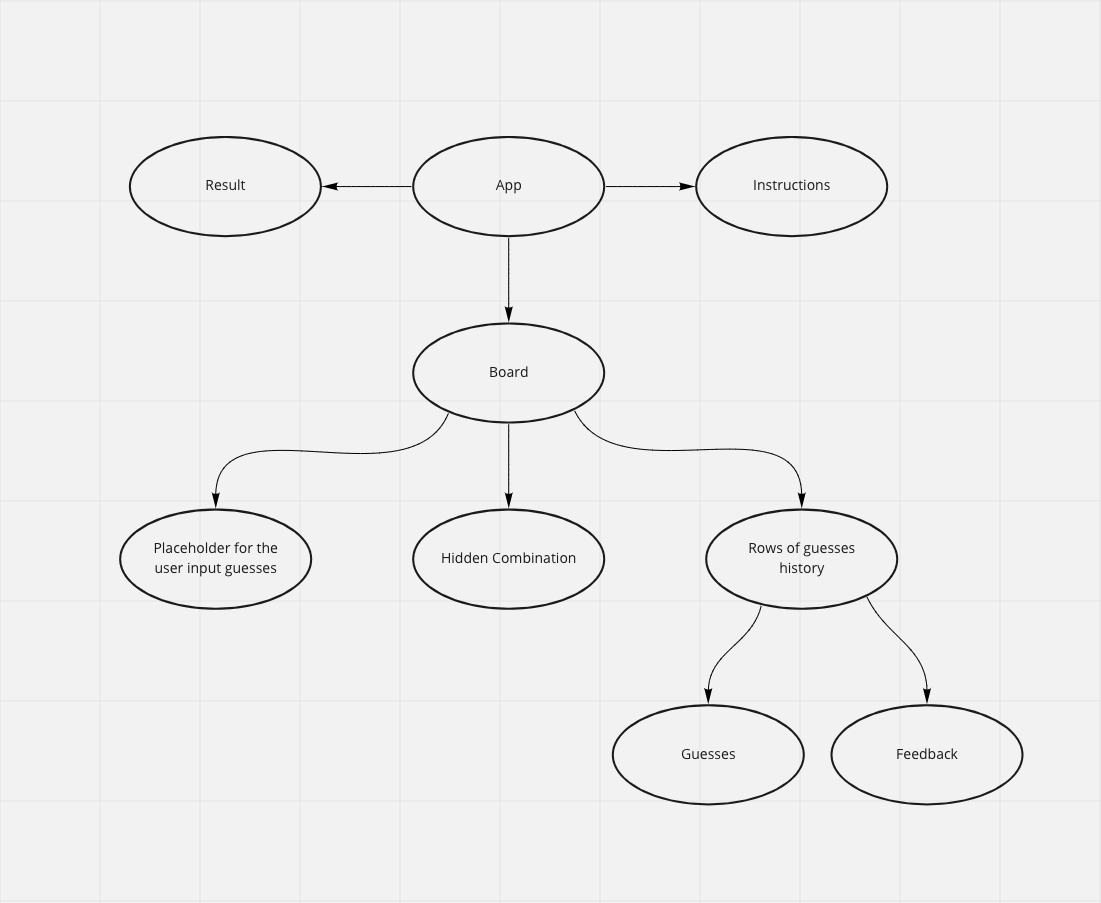 Result
App
Instructions
Board
Placeholder for the
user input guesses
Hidden Combination
Rows of guesses
history
Guesses
Feedback